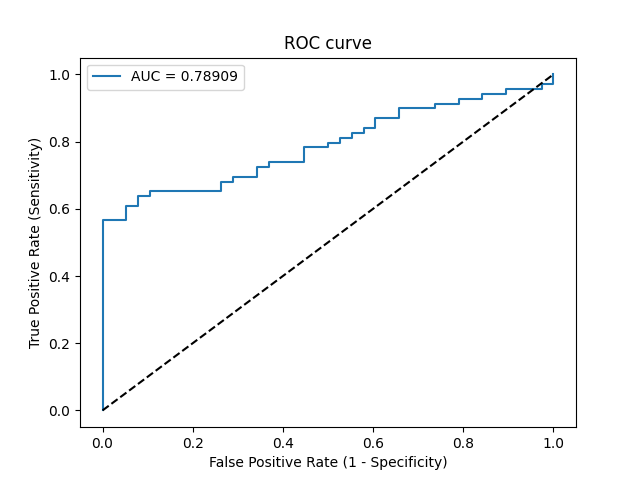 ROC curve
AUC = 0.78909
1.0
0.8
0.6
0.4
0.2
0.0
True Positive Rate (Sensitivity)
0.0 0.2 0.4 0.6 0.8 1.0
False Positive Rate (1 - Specificity)